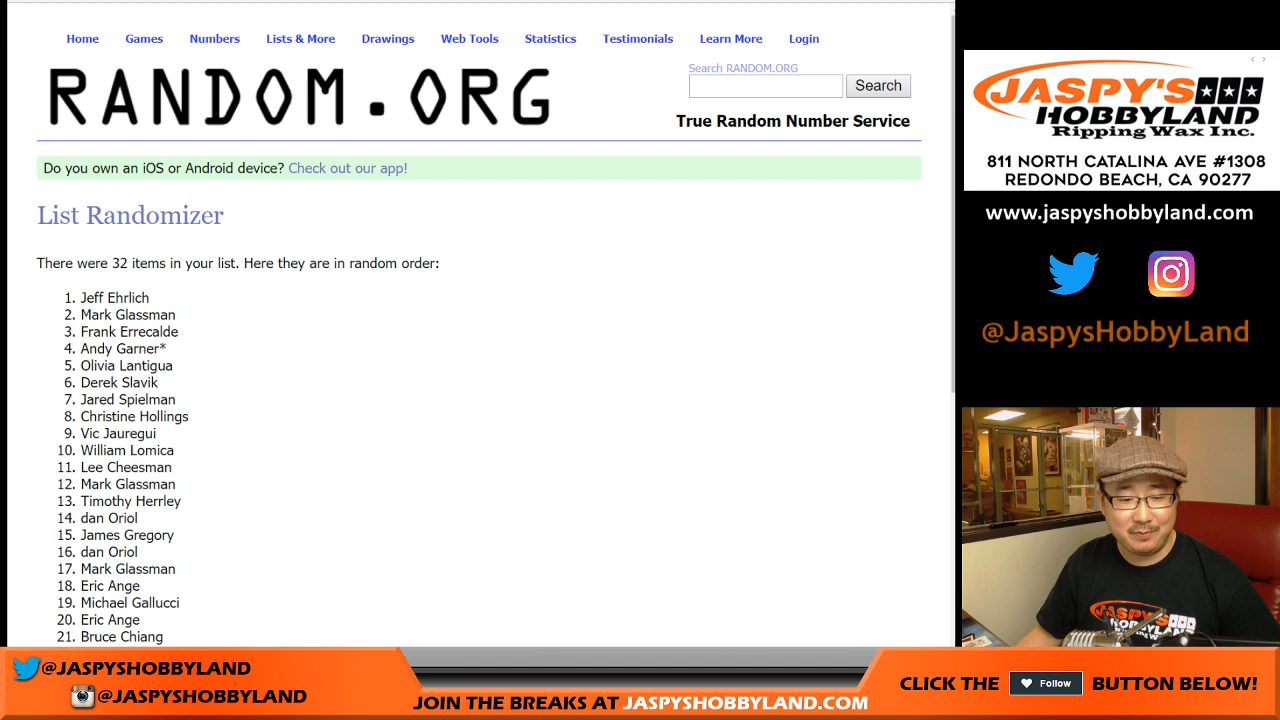 Home Games Numbers Lists & More Drawings Web Tools Statistics Testimonials Learn More Login
RANDOM.ORG
Search RANDOM.ORG
Search
True Random Number Service
Do you own an iOS or Android device? Check out our app!
List Randomizer
There were 32 items in your list. Here they are in random order:
1. Jeff Ehrlich
2. Mark Glassman
3. Frank Errecalde
4. Andy Garner*
5. Olivia Lantigua
6. Derek Slavik
7. Jared Spielman
8. Christine Hollings
9. Vic Jauregui
10. William Lomica
11. Lee Cheesman
12. Mark Glassman
13. Timothy Herrley
14. dan Oriol
15. James Gregory
16. dan Oriol
17. Mark Glassman
18. Eric Ange
19. Michael Gallucci
20. Eric Ange
21. Bruce Chiang
JASPY'S
HOBBYLAND
Ripping Wax Inc.
811 NORTH CATALINA AVE #1308
REDONDO BEACH, CA 90277
www.jaspyshobbyland.com
@JaspysHobbyLand
JASPY'S
@JASPYSHOBBYLAND
@JASPYSHOBBYLAND
JOIN THE BREAKS AT JASPYSHOBBYLAND.COM
CLICK THE Follow BUTTON BELOW!